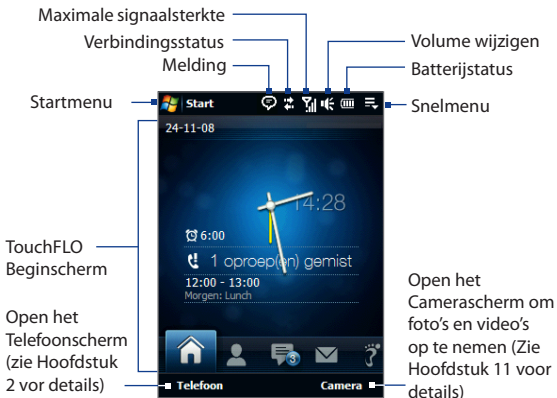 Maximale signaalsterkte
Verbindingsstatus
Melding
Volume wijzigen
Batterijstatus
Startmenu
Snelmenu
Start
24-11-08
14:28
6:00
1 oproep(en) gemist
12:00 - 13:00
Morgen: Lunch
3
Telefoon
Camera
TouchFLO
Beginscherm
Open het
Telefoonscherm
(zie Hoofdstuk
2 vor details)
Open het
Camerascherm om
foto's en video's
op te nemen (Zie
Hoofdstuk 11 voor
details)